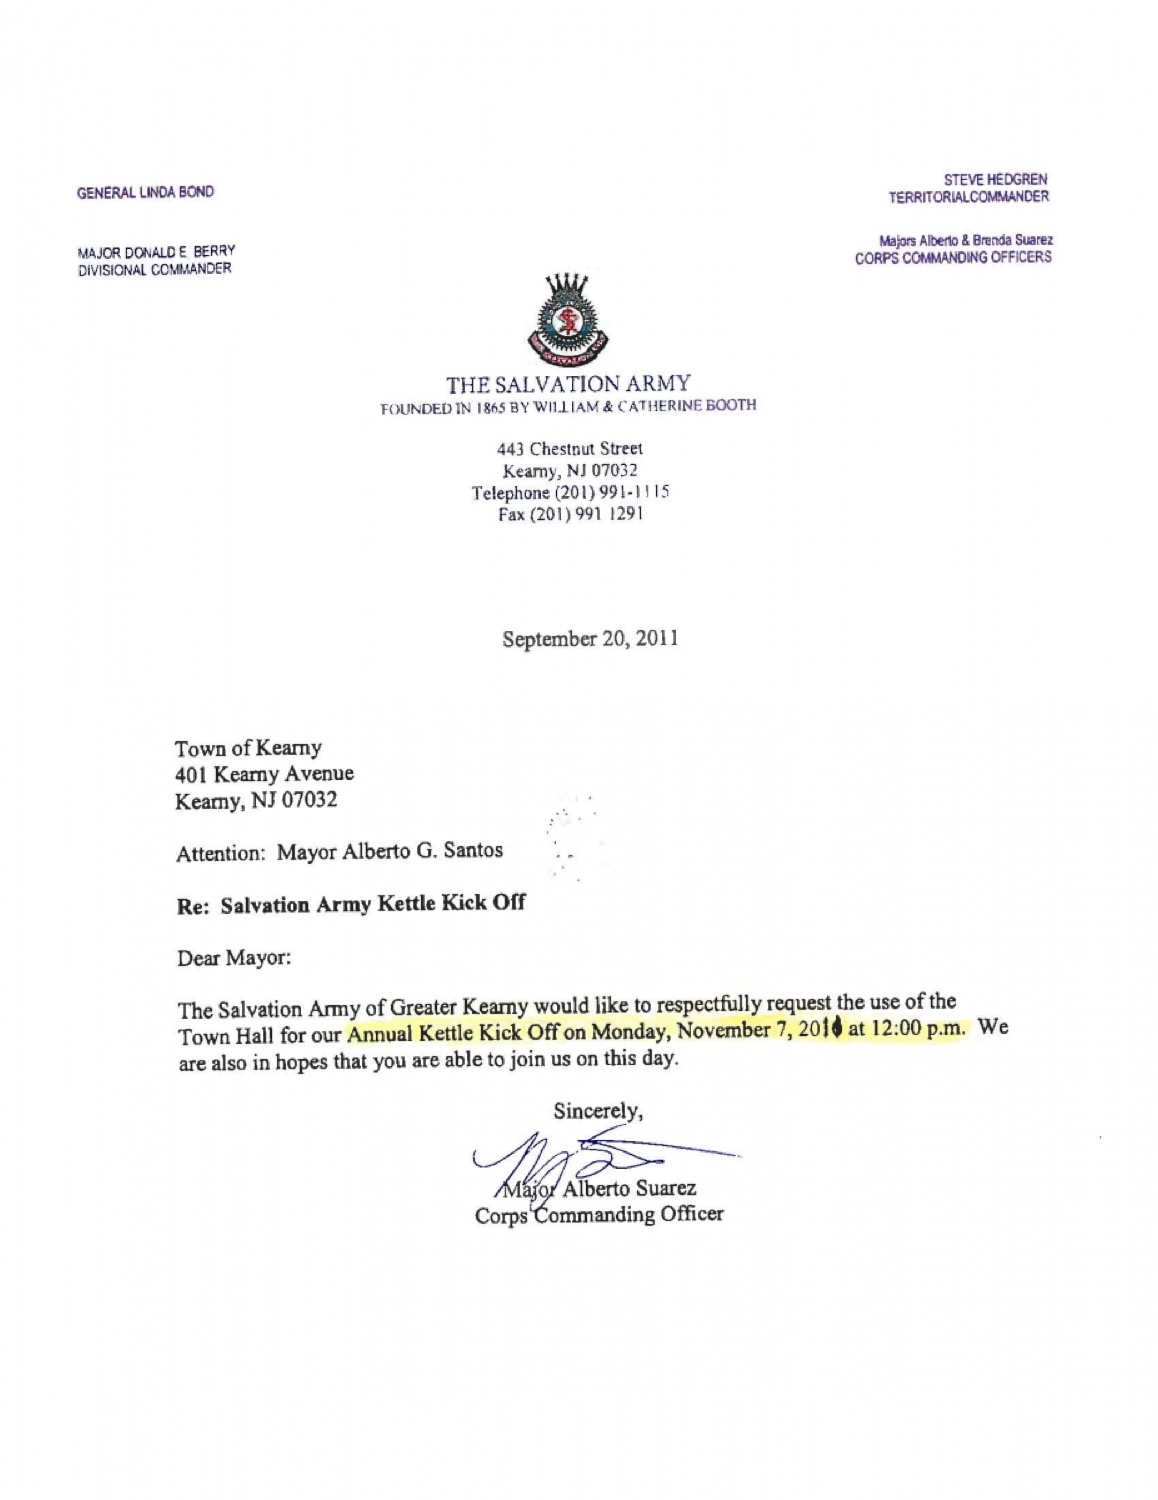 GENERAL LINDA BOND
STEVE HEDGREN
TERRITORIALCOMMANDER
MAJOR DONALD E BERRY
DIVISIONAL COMMANDER
Majors Alberto & Brenda Suarez
CORPS COMMANDING OFFICERS
THE SALVATION ARMY
FOUNDED IN 1865 BY WILLIAM & CATHERINE BOOTH
443 Chestnut Street
Kearny, NJ 07032
Telephone (201) 991-1115
Fax (201) 991 1291
September 20, 2011
Town of Kearny
401 Kearny Avenue
Kearny, NJ 07032
Attention: Mayor Alberto G. Santos
Re: Salvation Army Kettle Kick Off
Dear Mayor:
The Salvation Army of Greater Kearny would like to respectfully request the use of the
Town Hall for our Annual Kettle Kick Off on Monday, November 7, at 12:00 p.m. We
are also in hopes that you are able to join us on this day.
Sincerely,
Major Alberto Suarez
Corps Commanding Officer